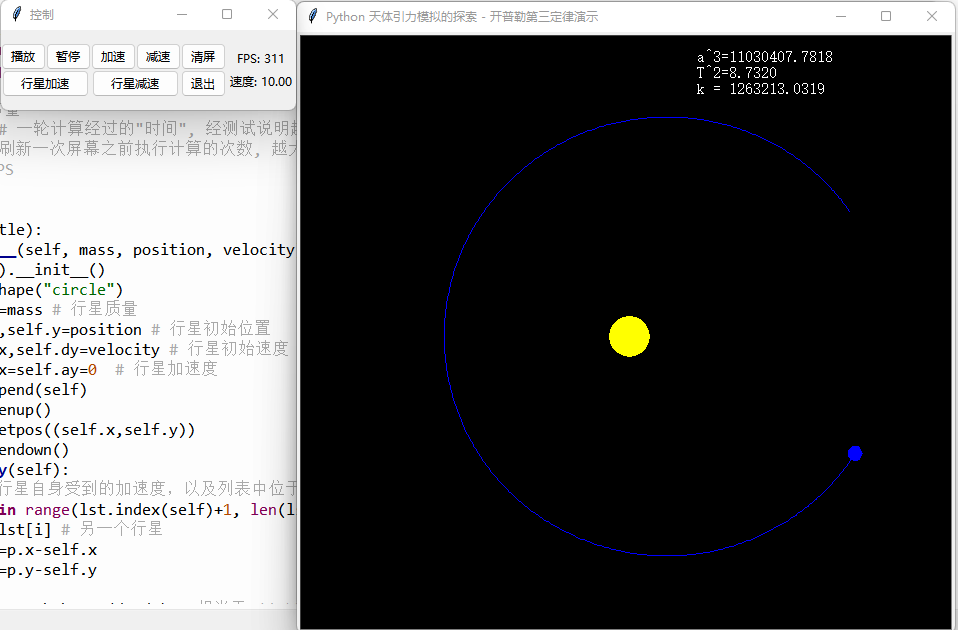 控制
播放 暂停 加速 减速 清屏 FPS: 311
行星加速 行星减速 退出 速度: 10.00
# 一轮计算经过的"时间", 经测试说明
刷新一次屏幕之前执行计算的次数, 越
PS
tle):
__(self, mass, position, velocity
).__init__()
hape("circle")
=mass # 行星质量
,self.y=position # 行星初始位置
x,self.dy=velocity # 行星初始速度
x=self.ay=0 # 行星加速度
pend(self)
enup()
etpos((self.x,self.y))
endown()
y(self):
行星自身受到的加速度，以及列表中位于
in range(lst.index(self)+1, len(l
lst[i] # 另一个行星
=p.x-self.x
=p.y-self.y
Python 天体引力模拟的探索 - 开普勒第三定律演示
a^3=11030407.7818
T^2=8.7320
k = 1263213.0319